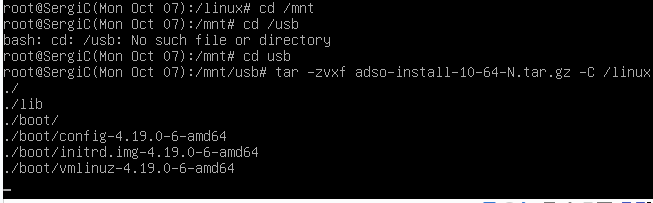 root@SergiC(Mon Oct 07):/linux# cd /mnt
root@SergiC(Mon Oct 07):/mnt# cd /usb
bash: cd: /usb: No such file or directory
root@SergiC(Mon Oct 07):/mnt# cd usb
root@SergiC(Mon Oct 07):/mnt/usb# tar -zvxf adso-install-10-64-N.tar.gz -C /linux
./
./lib
./boot/
./boot/config-4.19.0-6-amd64
./boot/initrd.img-4.19.0-6-amd64
./boot/vmlinuz-4.19.0-6-amd64